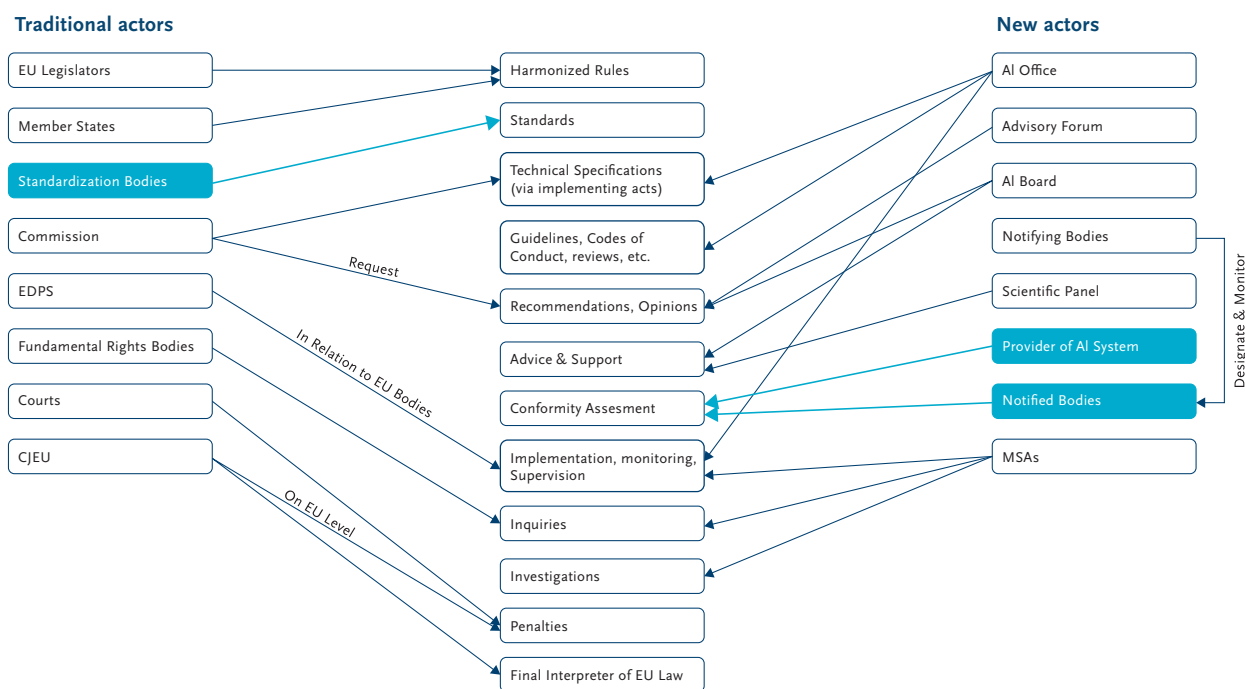 Traditional actors
New actors
EU Legislators
Member States
Standardization Bodies
Commission
EDPS
Fundamental Rights Bodies
Courts
CJEU
Request
In Relation to EU Bodies
On EU Level
Harmonized Rules
Standards
Technical Specifications
(via implementing acts)
Guidelines, Codes of
Conduct, reviews, etc.
Recommendations, Opinions
Advice & Support
Conformity Assesment
Implementation, monitoring,
Supervision
Inquiries
Investigations
Penalties
Final Interpreter of EU Law
AI Office
Advisory Forum
AI Board
Notifying Bodies
Scientific Panel
Provider of AI System
Notified Bodies
MSAs
Designate & Monitor